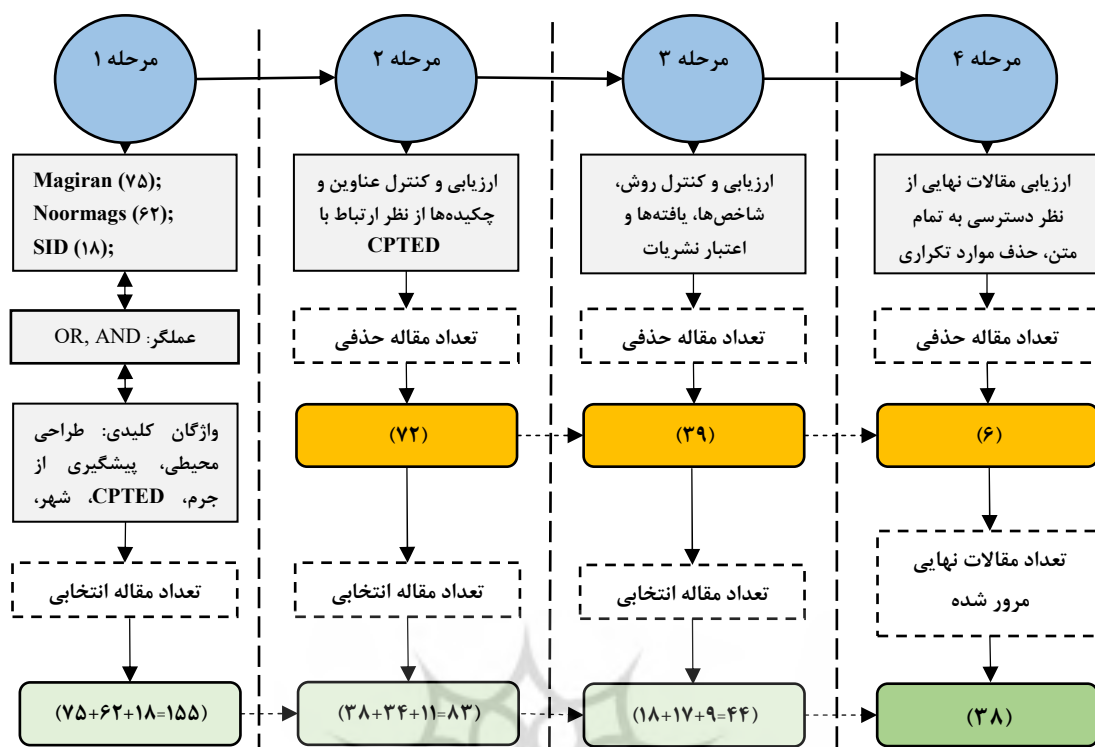 مرحله ۱
مرحله ۲
مرحله ۳
مرحله ۴
Magiran (۷۵);
Noormags (۶۲);
SID (۱۸);
ارزیابی و کنترل عناوین و
چکیده‌ها از نظر ارتباط با
CPTED
ارزیابی و کنترل روش،
شاخص‌ها، یافته‌ها و
اعتبار نشریات
ارزیابی مقالات نهایی از
نظر دسترسی به تمام
متن، حذف موارد تکراری
عملگر: OR, AND
تعداد مقاله حذفی
تعداد مقاله حذفی
تعداد مقاله حذفی
واژگان کلیدی: طراحی
محیطی، پیشگیری از
جرم، CPTED، شهر،
(۷۲)
(۳۹)
(۶)
تعداد مقاله انتخابی
تعداد مقاله انتخابی
تعداد مقاله انتخابی
تعداد مقالات نهایی
مرور شده
(۷۵+۶۲+۱۸=۱۵۵)
(۳۸+۳۴+۱۱=۸۳)
(۱۸+۱۷+۹=۴۴)
(۳۸)